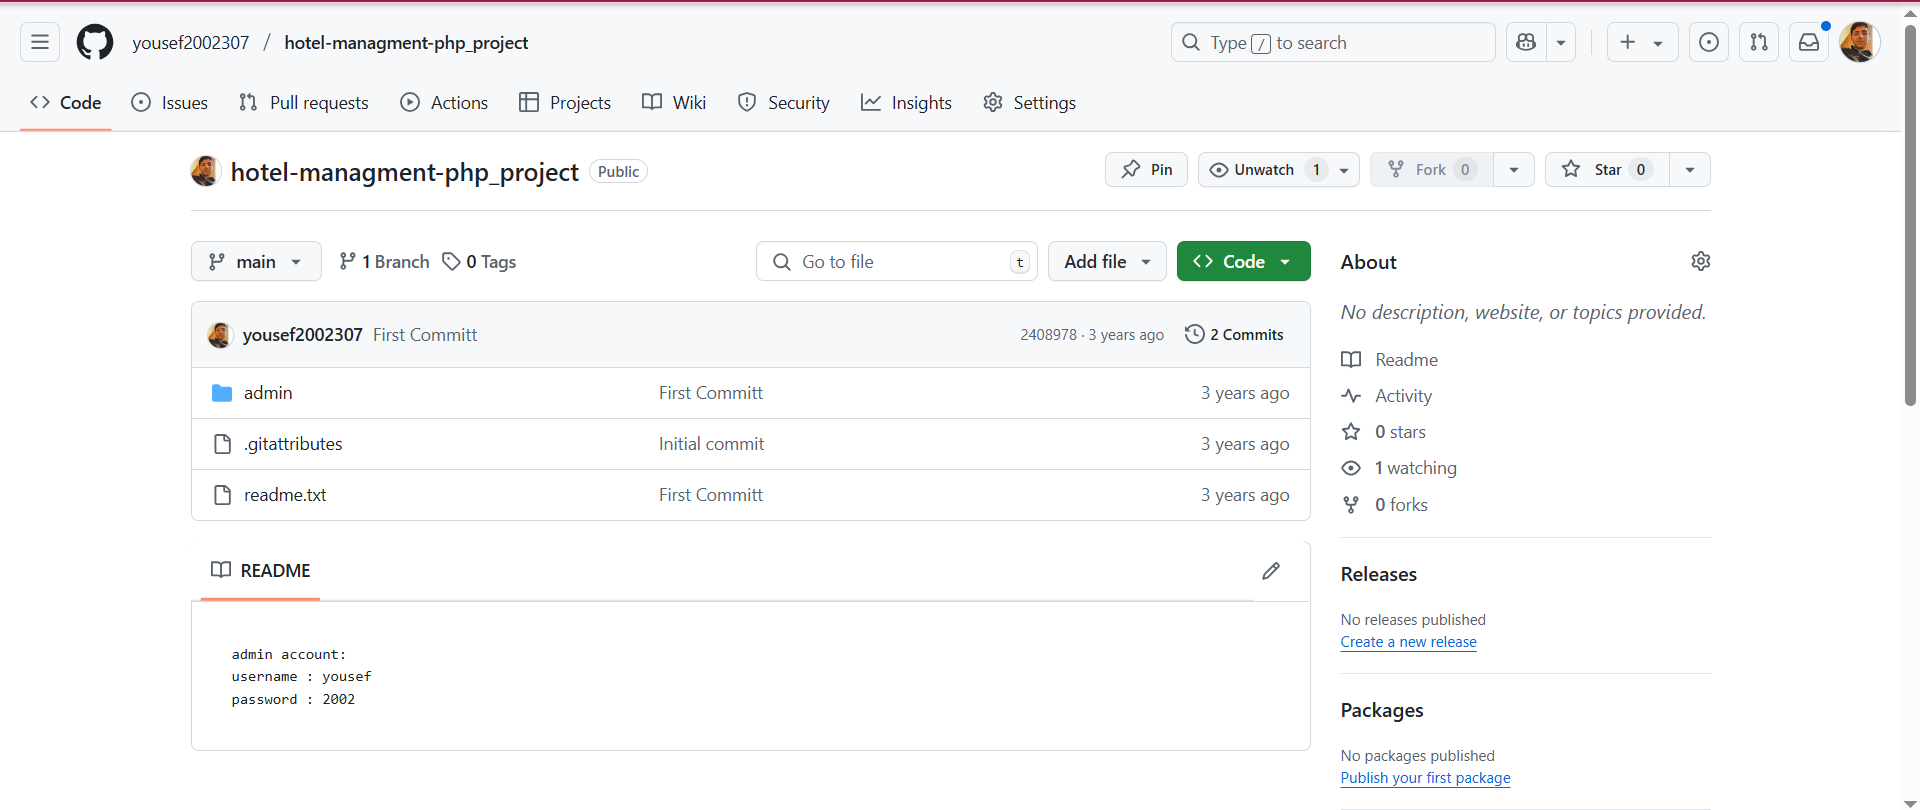 yousef2002307 / hotel-managment-php_project
Type / to search
Code
Issues
Pull requests
Actions
Projects
Wiki
Security
Insights
Settings
hotel-managment-php_project Public
Pin
Unwatch 1
Fork 0
Star 0
main
1 Branch
0 Tags
Go to file t
Add file
Code
yousef2002307 First Committ 2408978 · 3 years ago 2 Commits
admin First Committ 3 years ago
.gitattributes Initial commit 3 years ago
readme.txt First Committ 3 years ago
README
admin account:
username : yousef
password : 2002
About
No description, website, or topics provided.
Readme
Activity
0 stars
1 watching
0 forks
Releases
No releases published
Create a new release
Packages
No packages published
Publish your first package